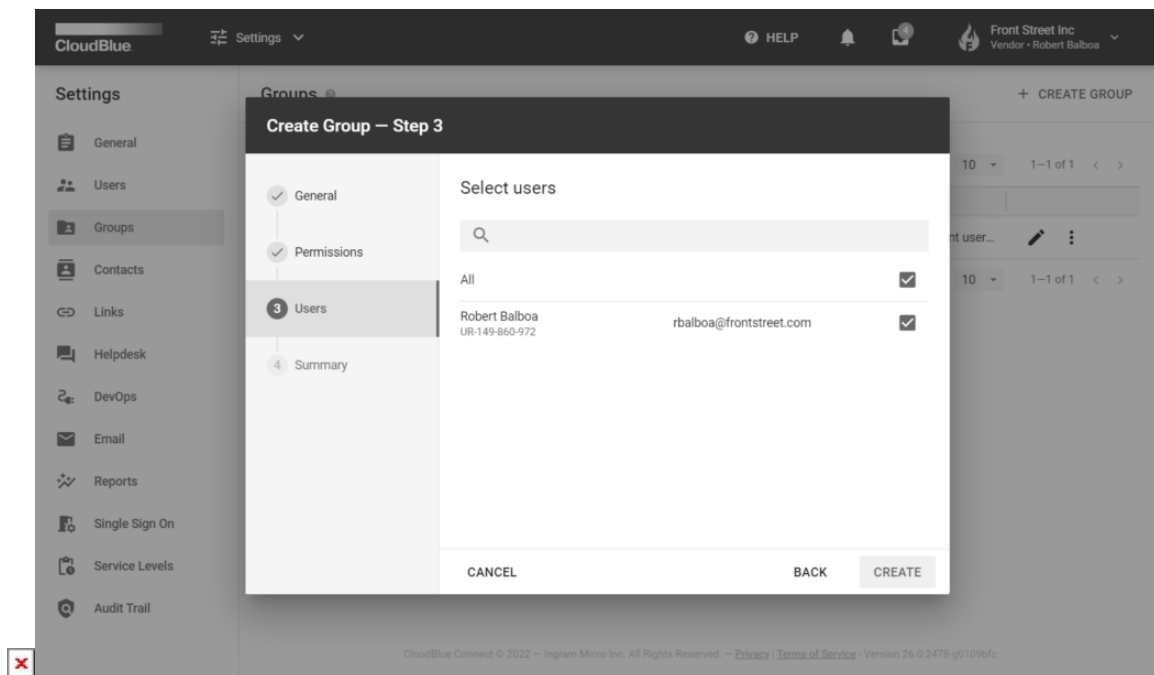 CloudBlue
Settings
HELP
4
Front Street Inc
Vendor • Robert Balboa
Settings
General
Users
Groups
Contacts
Links
Helpdesk
DevOps
Email
Reports
Single Sign On
Service Levels
Audit Trail
Groups
+ CREATE GROUP
10
1–1 of 1
nt user...
10
1–1 of 1
Create Group — Step 3
General
Permissions
3 Users
4 Summary
Select users
All
Robert Balboa rbalboa@frontstreet.com
UR-149-860-972
CANCEL BACK CREATE
CloudBlue Connect © 2022 — Ingram Micro Inc. All Rights Reserved. — Privacy | Terms of Service - Version 26.0.2478-g0109bfc